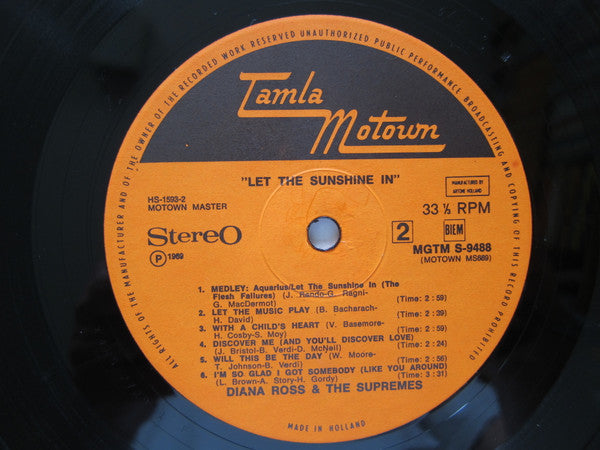 ALL RIGHTS OF THE MANUFACTURER AND OF THE OWNER OF THE RECORDED WORK RESERVED UNAUTHORIZED PUBLIC PERFORMANCE BROADCASTING AND COPYING OF THIS RECORD PROHIBITED
Tamla
Motown
"LET THE SUNSHINE IN"
HS-1593-2
MOTOWN MASTER
MANUFACTURED BY
ARTONE HOLLAND
33 ⅓ RPM
StereO
2
BIEM
P 1969
MGTM S-9488
(MOTOWN MS689)
1. MEDLEY: Aquarius/Let The Sunshine In (The
Flesh Failures) (J. Rando-G. Ragni-
G. MacDermot) (Time: 2 : 59)
2. LET THE MUSIC PLAY (B. Bacharach-
H. David) (Time: 2 : 39)
3. WITH A CHILD'S HEART (V. Basemore-
H. Cosby-S. Moy) (Time: 2 : 59)
4. DISCOVER ME (AND YOU'LL DISCOVER LOVE)
(J. Bristol-B. Verdi-D. McNeil) (Time: 2 : 24)
5. WILL THIS BE THE DAY (W. Moore-
T. Johnson-B. Verdi) (Time: 2 : 56)
6. I'M SO GLAD I GOT SOMEBODY (LIKE YOU AROUND)
(L. Brown-A. Story-H. Gordy) (Time: 3 : 31)
DIANA ROSS & THE SUPREMES
MADE IN HOLLAND